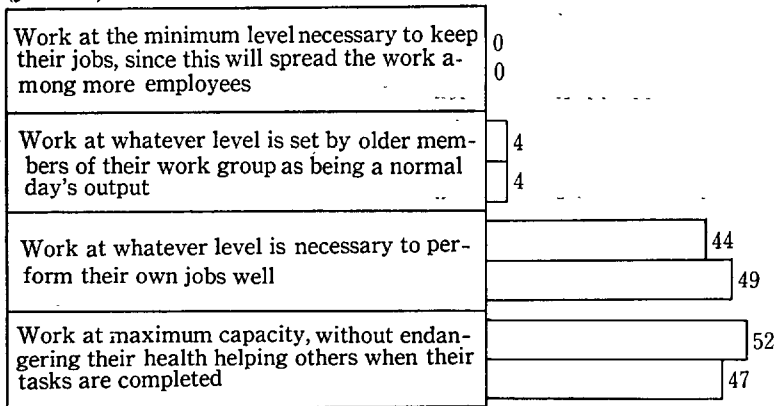 Work at the minimum level necessary to keep
their jobs, since this will spread the work a-
mong more employees
0
0
Work at whatever level is set by older mem-
bers of their work group as being a normal
day's output
4
4
Work at whatever level is necessary to per-
form their own jobs well
44
49
Work at maximum capacity, without endan-
gering their health helping others when their
tasks are completed
52
47